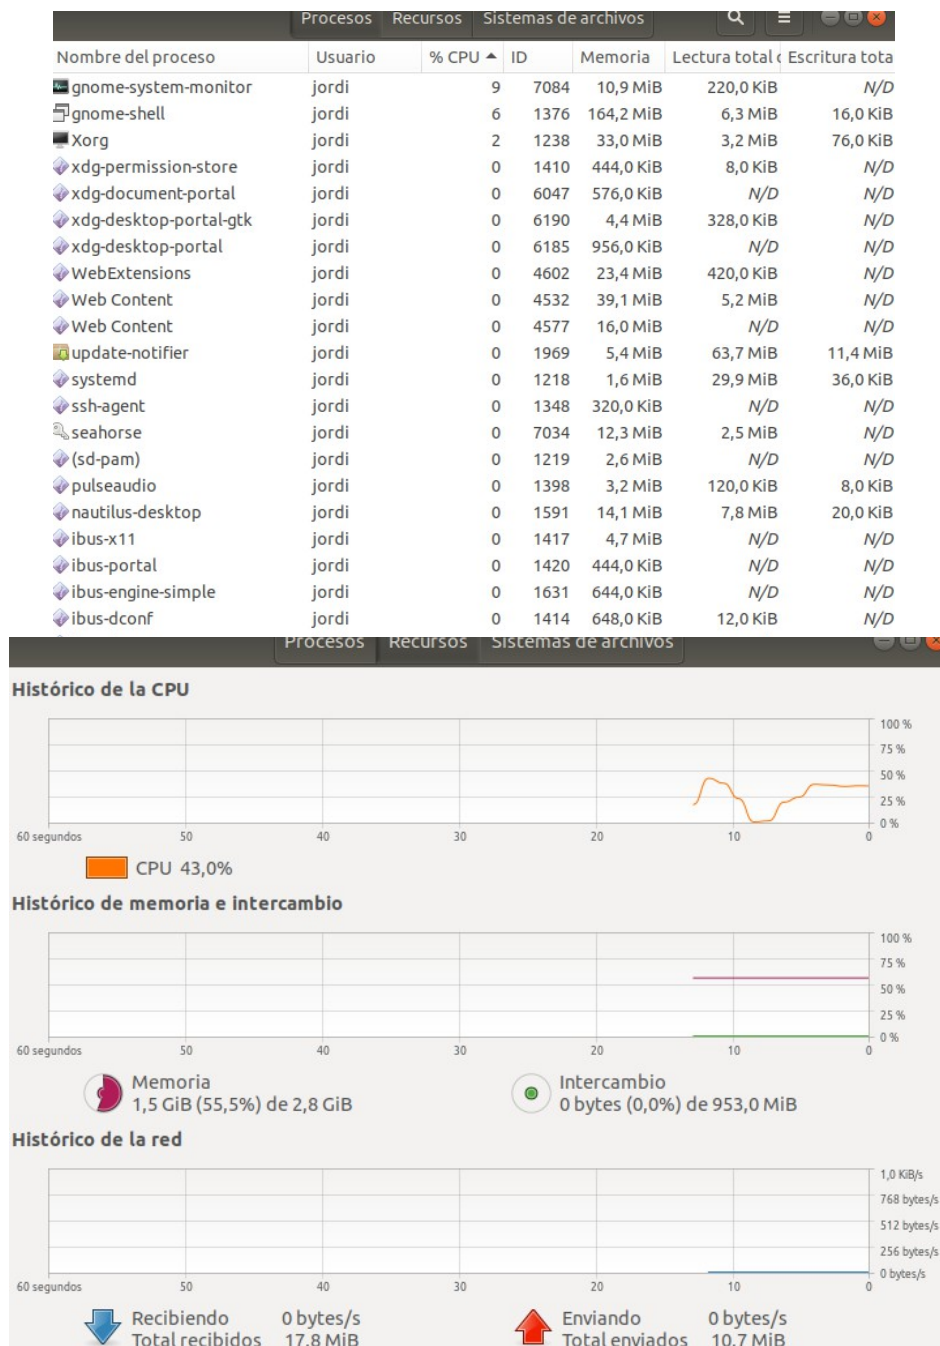 Procesos Recursos Sistemas de archivos
Nombre del proceso Usuario % CPU ID Memoria Lectura total Escritura tota
gnome-system-monitor jordi 9 7084 10,9 MiB 220,0 KiB N/D
gnome-shell jordi 6 1376 164,2 MiB 6,3 MiB 16,0 KiB
Xorg jordi 2 1238 33,0 MiB 3,2 MiB 76,0 KiB
xdg-permission-store jordi 0 1410 444,0 KiB 8,0 KiB N/D
xdg-document-portal jordi 0 6047 576,0 KiB N/D N/D
xdg-desktop-portal-gtk jordi 0 6190 4,4 MiB 328,0 KiB N/D
xdg-desktop-portal jordi 0 6185 956,0 KiB N/D N/D
WebExtensions jordi 0 4602 23,4 MiB 420,0 KiB N/D
Web Content jordi 0 4532 39,1 MiB 5,2 MiB N/D
Web Content jordi 0 4577 16,0 MiB N/D N/D
update-notifier jordi 0 1969 5,4 MiB 63,7 MiB 11,4 MiB
systemd jordi 0 1218 1,6 MiB 29,9 MiB 36,0 KiB
ssh-agent jordi 0 1348 320,0 KiB N/D N/D
seahorse jordi 0 7034 12,3 MiB 2,5 MiB N/D
(sd-pam) jordi 0 1219 2,6 MiB N/D N/D
pulseaudio jordi 0 1398 3,2 MiB 120,0 KiB 8,0 KiB
nautilus-desktop jordi 0 1591 14,1 MiB 7,8 MiB 20,0 KiB
ibus-x11 jordi 0 1417 4,7 MiB N/D N/D
ibus-portal jordi 0 1420 444,0 KiB N/D N/D
ibus-engine-simple jordi 0 1631 644,0 KiB N/D N/D
ibus-dconf jordi 0 1414 648,0 KiB 12,0 KiB N/D
Procesos Recursos Sistemas de archivos
Histórico de la CPU
100 %
75 %
50 %
25 %
0 %
60 segundos 50 40 30 20 10 0
CPU 43,0%
Histórico de memoria e intercambio
100 %
75 %
50 %
25 %
0 %
60 segundos 50 40 30 20 10 0
Memoria
1,5 GiB (55,5%) de 2,8 GiB
Intercambio
0 bytes (0,0%) de 953,0 MiB
Histórico de la red
1,0 KiB/s
768 bytes/s
512 bytes/s
256 bytes/s
0 bytes/s
60 segundos 50 40 30 20 10 0
Recibiendo 0 bytes/s
Total recibidos 17,8 MiB
Enviando 0 bytes/s
Total enviados 10,7 MiB